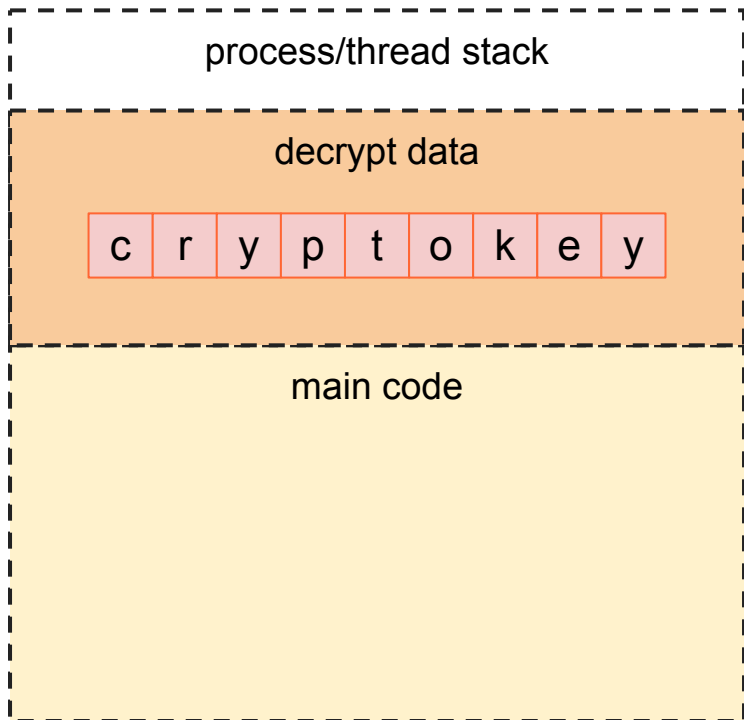 process/thread stack
decrypt data
c r y p t o k e y
main code